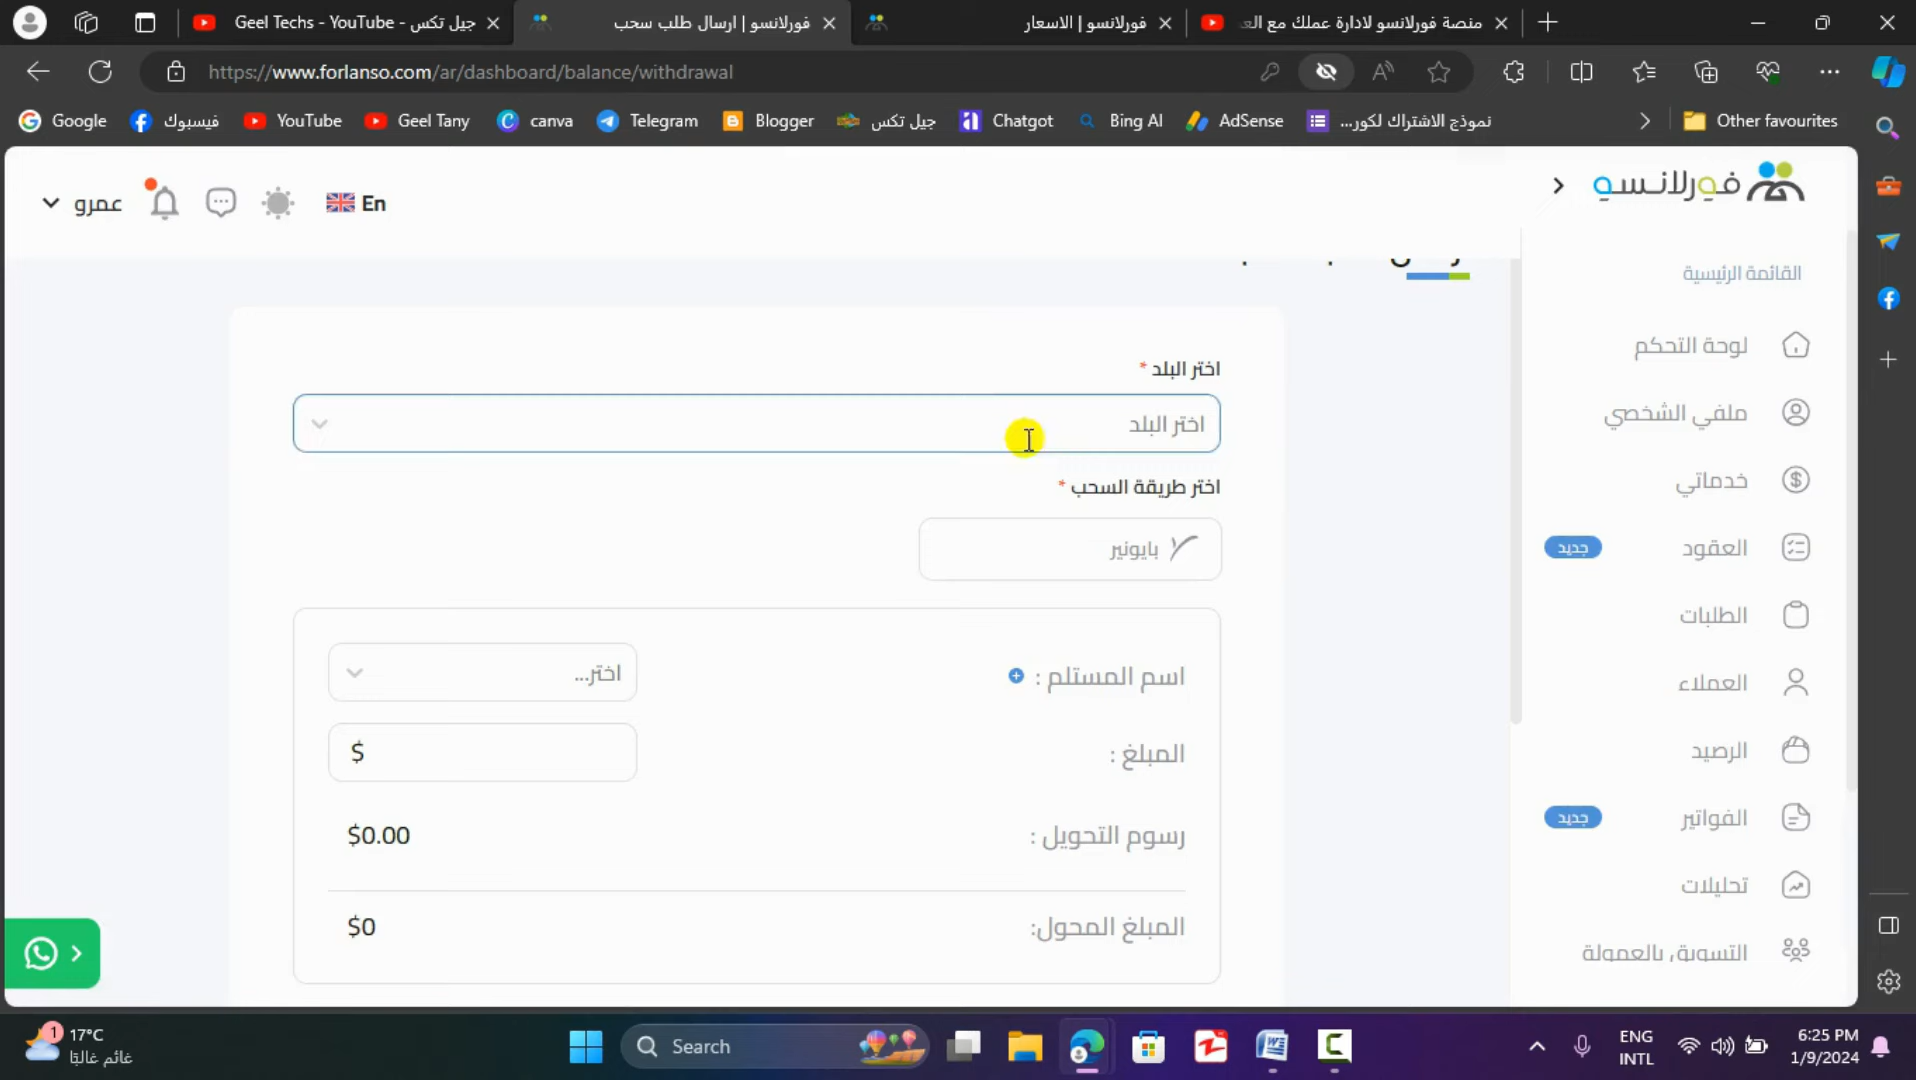 Geel Techs - YouTube - جيل تكس
فورلانسو | ارسال طلب سحب
فورلانسو | الاسعار
منصة فورلانسو لادارة عملك مع الع
https://www.forlanso.com/ar/dashboard/balance/withdrawal
Google
فيسبوك
YouTube
Geel Tany
canva
Telegram
Blogger
جيل تكس
Chatgot
Bing AI
AdSense
نموذج الاشتراك لكور...
Other favourites
عمرو
En
فورلانسو
القائمة الرئيسية
لوحة التحكم
ملفي الشخصي
خدماتي
العقود
جديد
الطلبات
العملاء
الرصيد
الفواتير
جديد
تحليلات
التسويق بالعمولة
اختر البلد *
اختر البلد
اختر طريقة السحب *
بايونير
اسم المستلم :
اختر...
المبلغ :
$
رسوم التحويل :
$0.00
المبلغ المحول:
$0
1
17°C
غائم غالبًا
Search
ENG
INTL
6:25 PM
1/9/2024